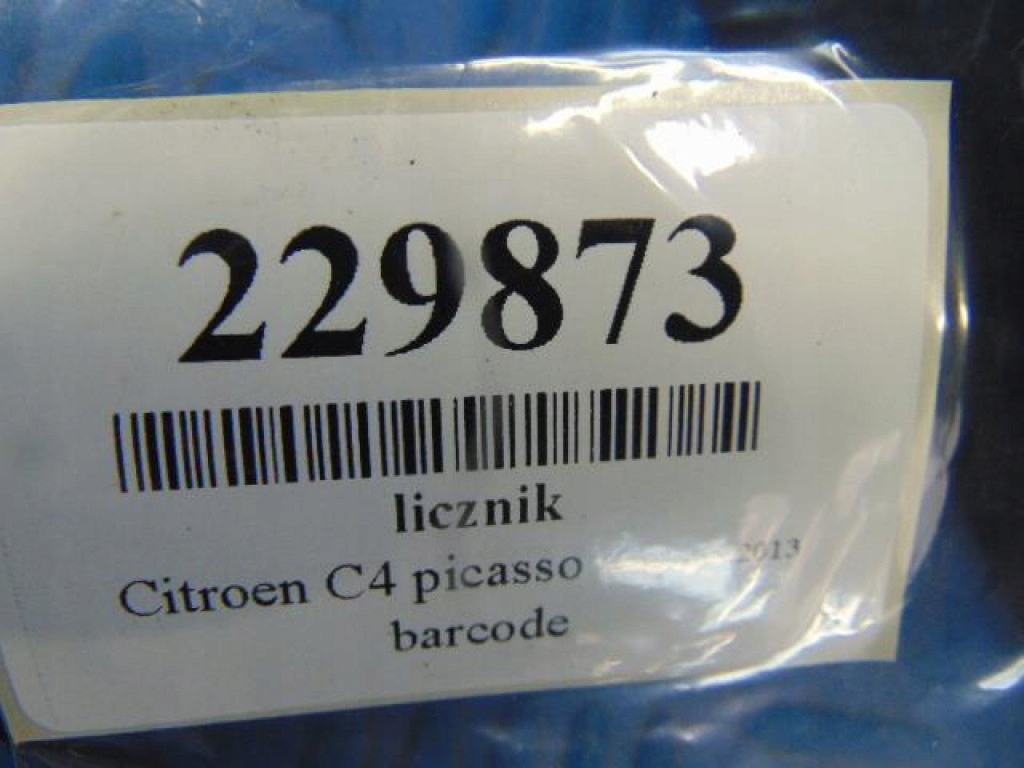 229873
licznik
Citroen C4 picasso 2013
barcode